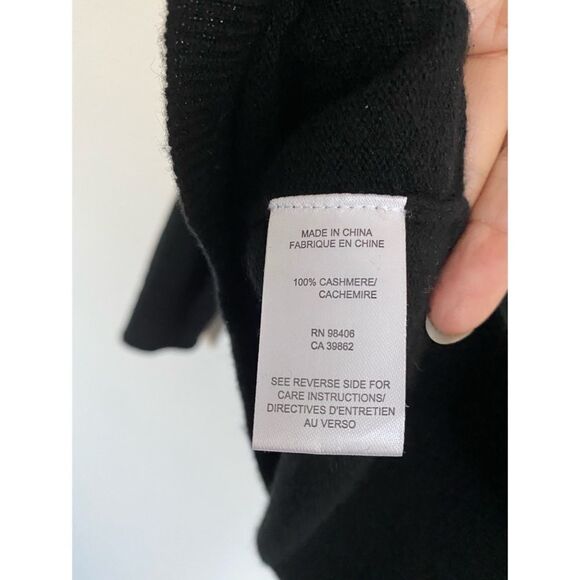 MADE IN CHINA
FABRIQUE EN CHINE
100% CASHMERE/
CACHEMIRE
RN 98406
CA 39862
SEE REVERSE SIDE FOR
CARE INSTRUCTIONS/
DIRECTIVES D'ENTRETIEN
AU VERSO